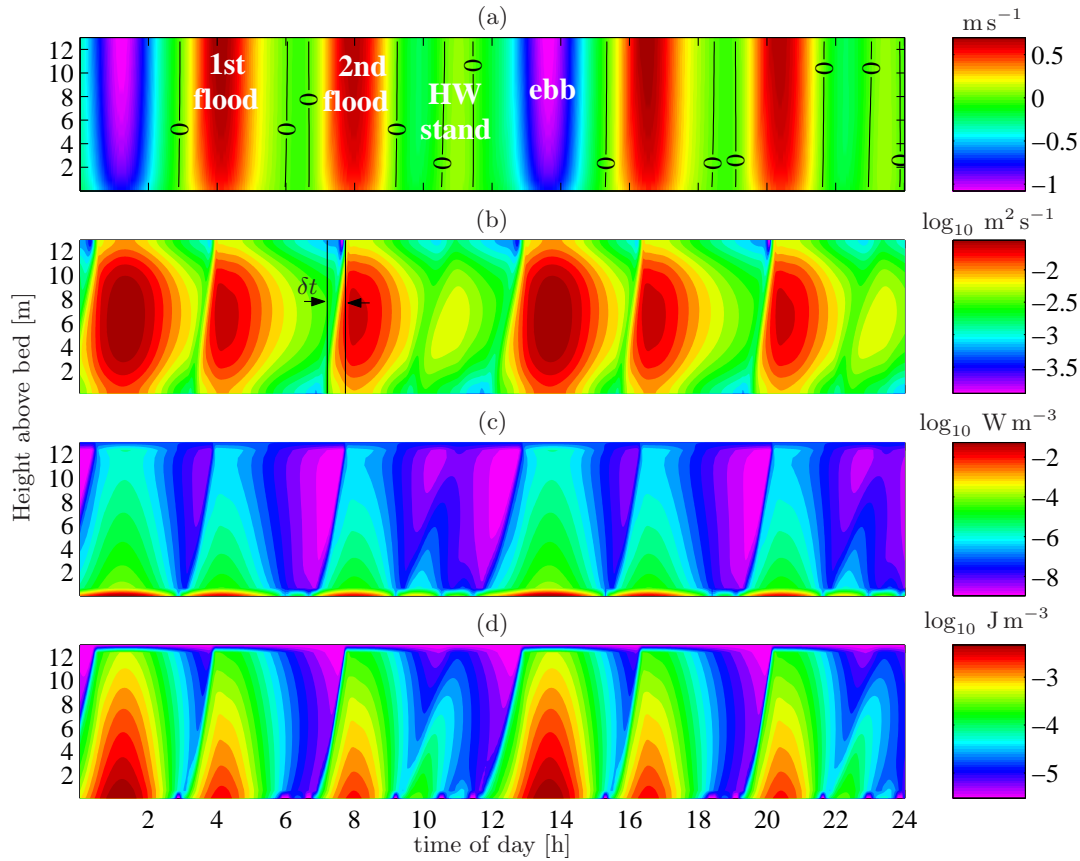 (a)
m s⁻¹
12
10
8
6
4
2
1st
flood
2nd
flood
HW
stand
ebb
0 0 0 0 0 0 0 0 0 0 0 0
0.5
0
−0.5
−1
(b)
log₁₀ m² s⁻¹
12
10
8
6
4
2
δt
−2
−2.5
−3
−3.5
Height above bed [m]
(c)
log₁₀ W m⁻³
12
10
8
6
4
2
−2
−4
−6
−8
(d)
log₁₀ J m⁻³
12
10
8
6
4
2
−3
−4
−5
2 4 6 8 10 12 14 16 18 20 22 24
time of day [h]